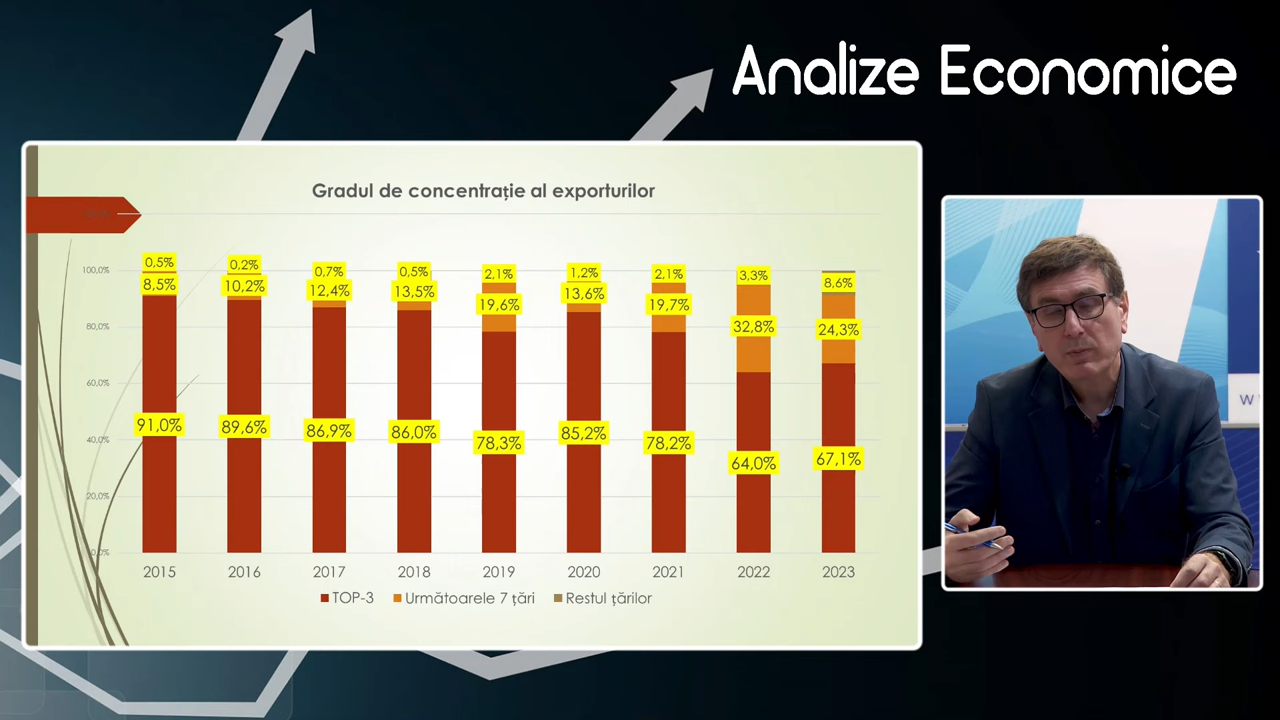 Analize Economice
Gradul de concentrație al exporturilor
0,5% 0,2% 0,7% 0,5% 2,1% 1,2% 2,1% 3,3% 8,6%
100,0% 8,5% 10,2% 12,4% 13,5% 19,6% 13,6% 19,7% 32,8% 24,3%
80,0%
60,0%
91,0% 89,6% 86,9% 86,0% 78,3% 85,2% 78,2% 64,0% 67,1%
40,0%
20,0%
0,0%
2015 2016 2017 2018 2019 2020 2021 2022 2023
TOP-3 Următoarele 7 țări Restul țărilor
W